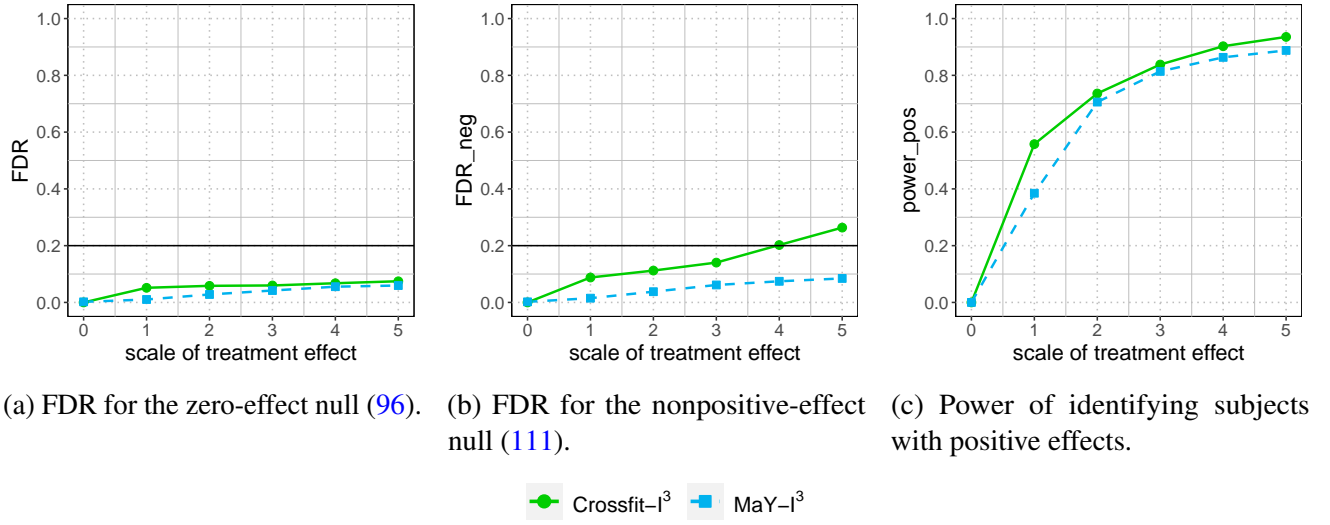 1.0
0.8
0.6
0.4
0.2
0.0
FDR
0 1 2 3 4 5
scale of treatment effect
1.0
0.8
0.6
0.4
0.2
0.0
FDR_neg
0 1 2 3 4 5
scale of treatment effect
1.0
0.8
0.6
0.4
0.2
0.0
power_pos
0 1 2 3 4 5
scale of treatment effect
(a) FDR for the zero-effect null (96).
(b) FDR for the nonpositive-effect
null (111).
(c) Power of identifying subjects
with positive effects.
Crossfit−I³ MaY−I³